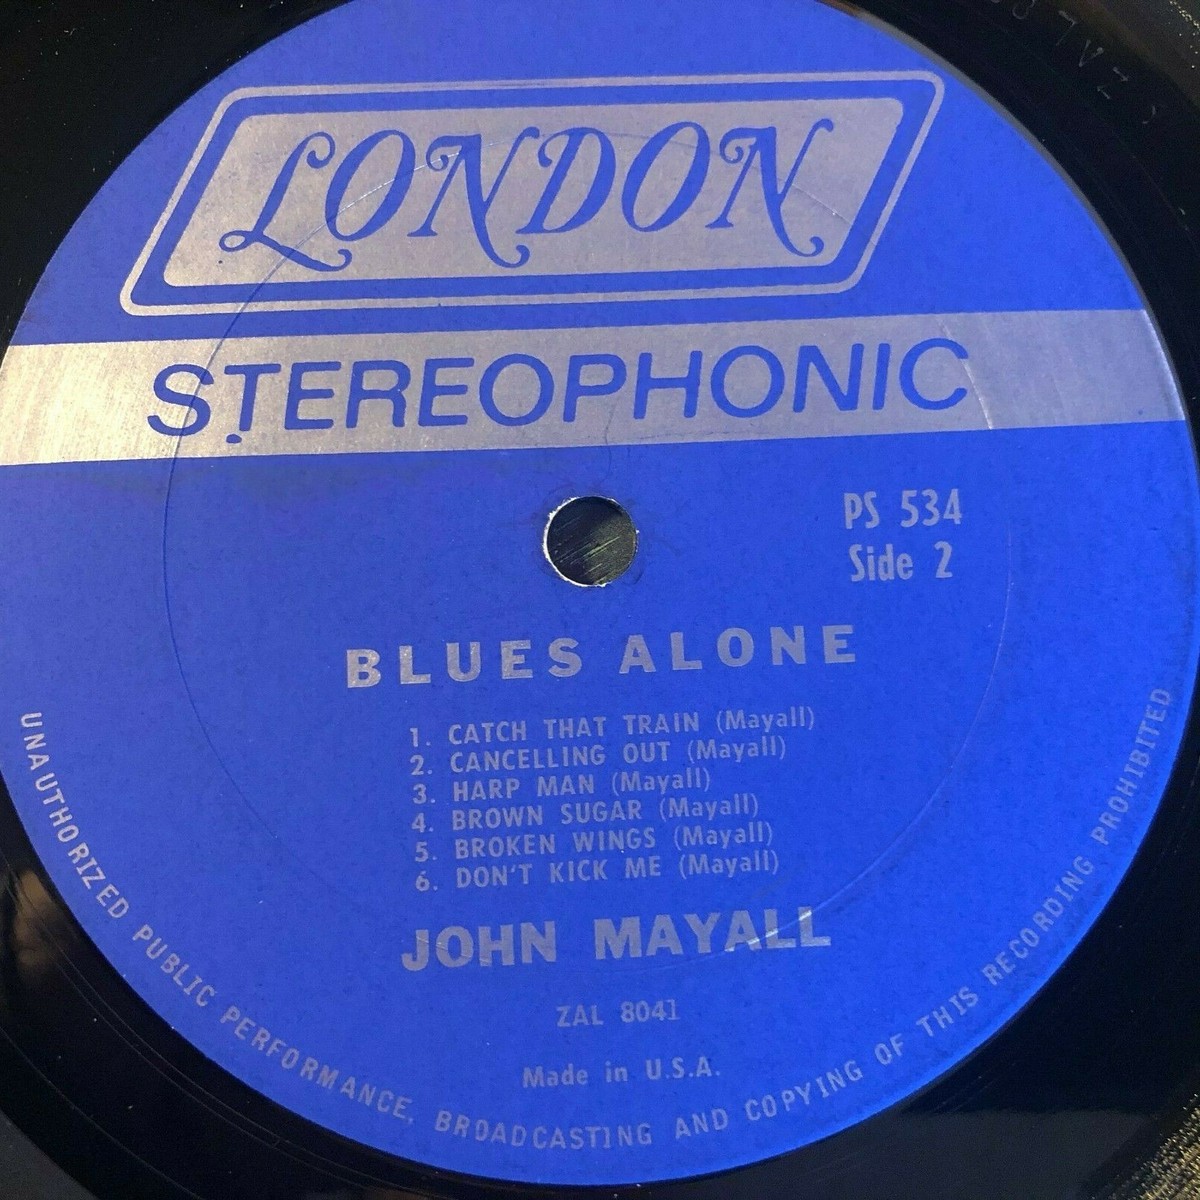 LONDON
STEREOPHONIC
PS 534
Side 2
BLUES ALONE
1. CATCH THAT TRAIN (Mayall)
2. CANCELLING OUT (Mayall)
3. HARP MAN (Mayall)
4. BROWN SUGAR (Mayall)
5. BROKEN WINGS (Mayall)
6. DON'T KICK ME (Mayall)
JOHN MAYALL
ZAL 8041
Made in U.S.A.
UNAUTHORIZED PUBLIC PERFORMANCE, BROADCASTING AND COPYING OF THIS RECORDING PROHIBITED